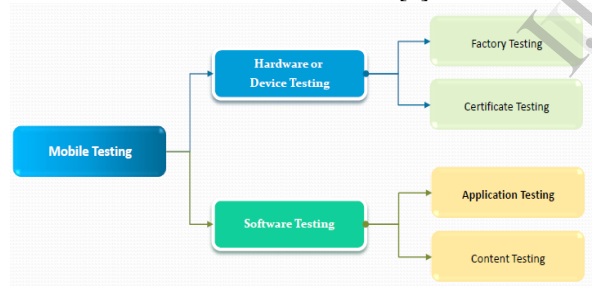 Mobile Testing
Hardware or
Device Testing
Factory Testing
Certificate Testing
Software Testing
Application Testing
Content Testing